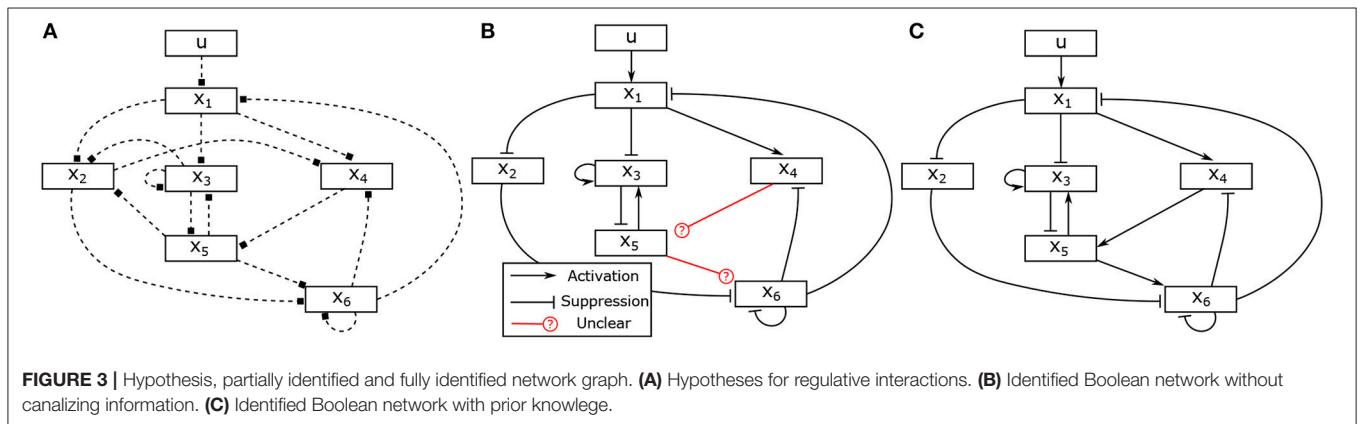 A
u
x1
x2
x3
x4
x5
x6
B
u
x1
x2
x3
x4
?
x5
?
x6
Activation
Suppression
? Unclear
C
u
x1
x2
x3
x4
x5
x6
FIGURE 3 | Hypothesis, partially identified and fully identified network graph. (A) Hypotheses for regulative interactions. (B) Identified Boolean network without
canalizing information. (C) Identified Boolean network with prior knowlege.